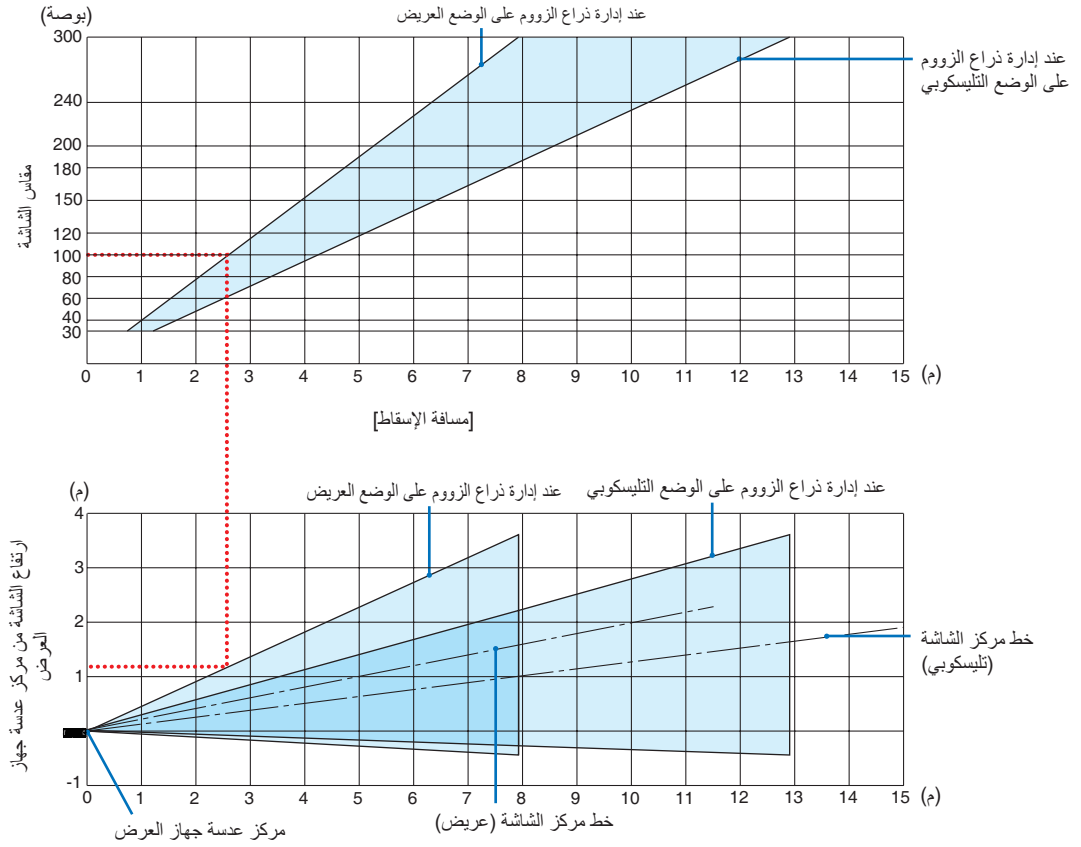 عند إدارة ذراع الزووم على الوضع العريض
(بوصة)
300
240
200
180
150
120
100
80
60
40
30
مقاس الشاشة
عند إدارة ذراع الزووم
على الوضع التليسكوبي
0 1 2 3 4 5 6 7 8 9 10 11 12 13 14 15 (م)
[مسافة الإسقاط]
(م)
عند إدارة ذراع الزووم على الوضع العريض
عند إدارة ذراع الزووم على الوضع التليسكوبي
4
3
2
1
-1
ارتفاع الشاشة من مركز عدسة جهاز
العرض
خط مركز الشاشة
(تليسكوبي)
0 1 2 3 4 5 6 7 8 9 10 11 12 13 14 15 (م)
خط مركز الشاشة (عريض)
مركز عدسة جهاز العرض